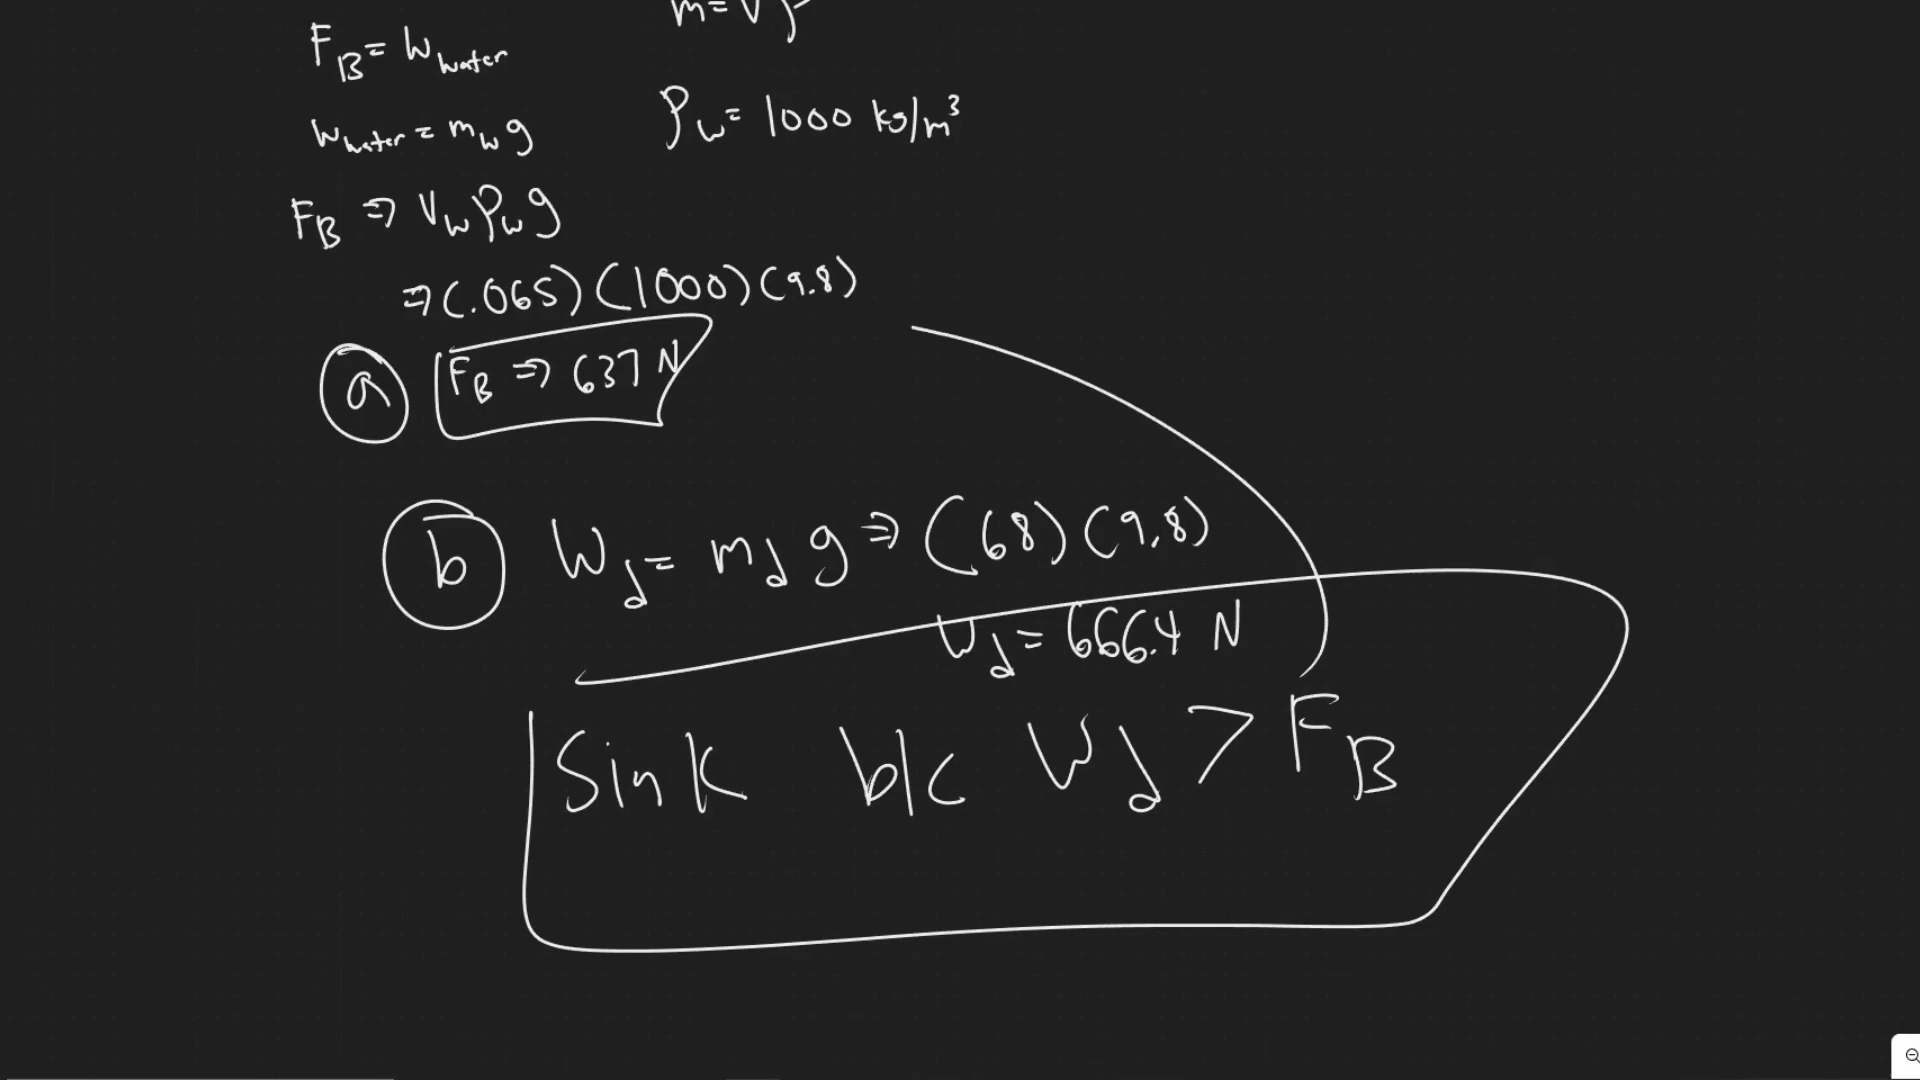 m = V ρ
F_B = W_water
W_water = m_w g
ρ_w = 1000 kg/m³
F_B ⇒ V_w ρ_w g
⇒ (.065) (1000) (9.8)
a F_B ⇒ 637 N
b W_d = m_d g ⇒ (68) (9.8)
W_d = 666.4 N
Sink b/c W_d > F_B